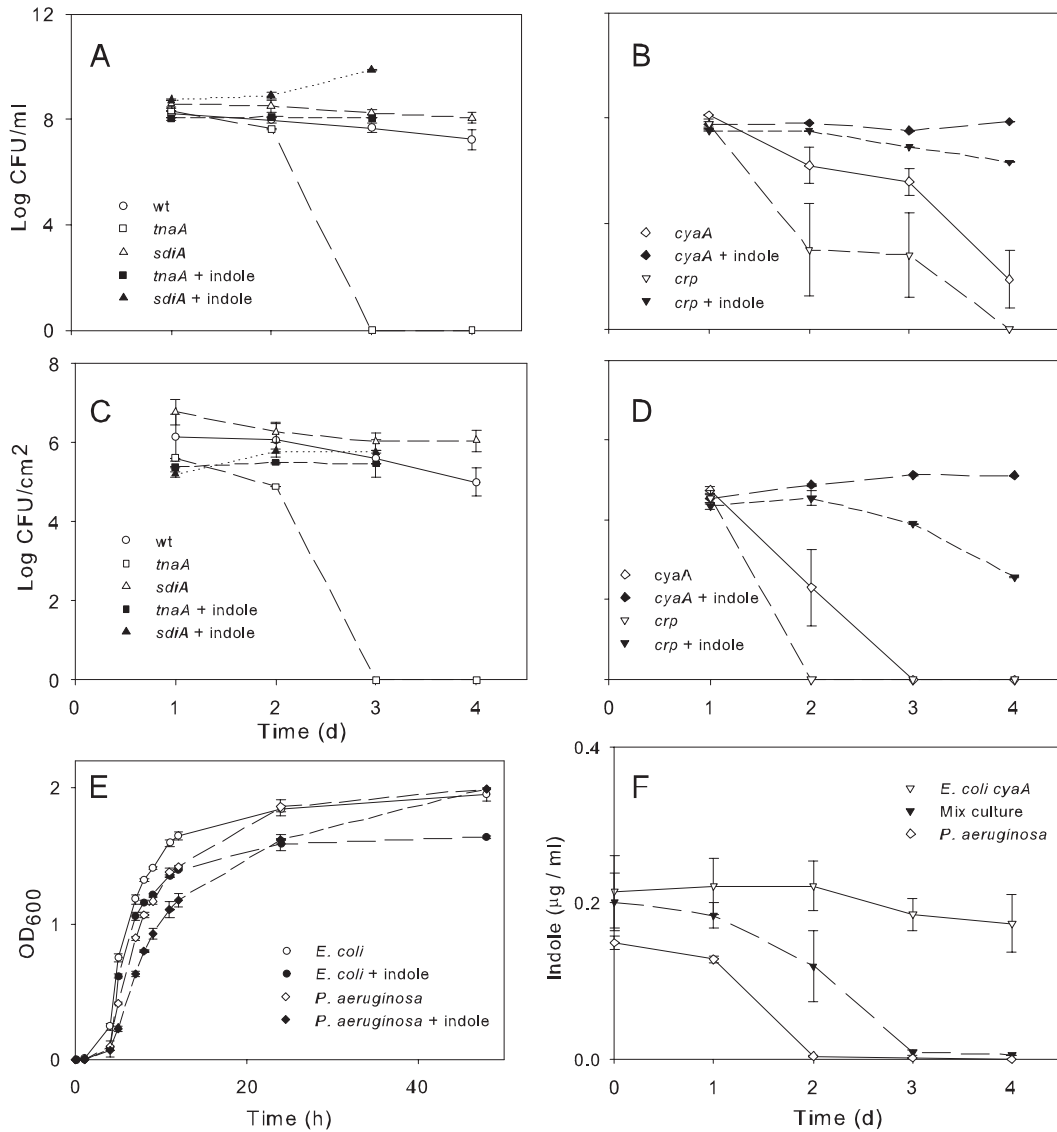 A
Log CFU/ml
12
8
4
0
wt
tnaA
sdiA
tnaA + indole
sdiA + indole
B
cyaA
cyaA + indole
crp
crp + indole
C
Log CFU/cm2
8
6
4
2
0
wt
tnaA
sdiA
tnaA + indole
sdiA + indole
0
1
2
3
4
Time (d)
D
cyaA
cyaA + indole
crp
crp + indole
0
1
2
3
4
E
OD600
2
1
0
E. coli
E. coli + indole
P. aeruginosa
P. aeruginosa + indole
0
20
40
Time (h)
F
Indole (µg / ml)
0.4
0.2
0.0
E. coli cyaA
Mix culture
P. aeruginosa
0
1
2
3
4
Time (d)